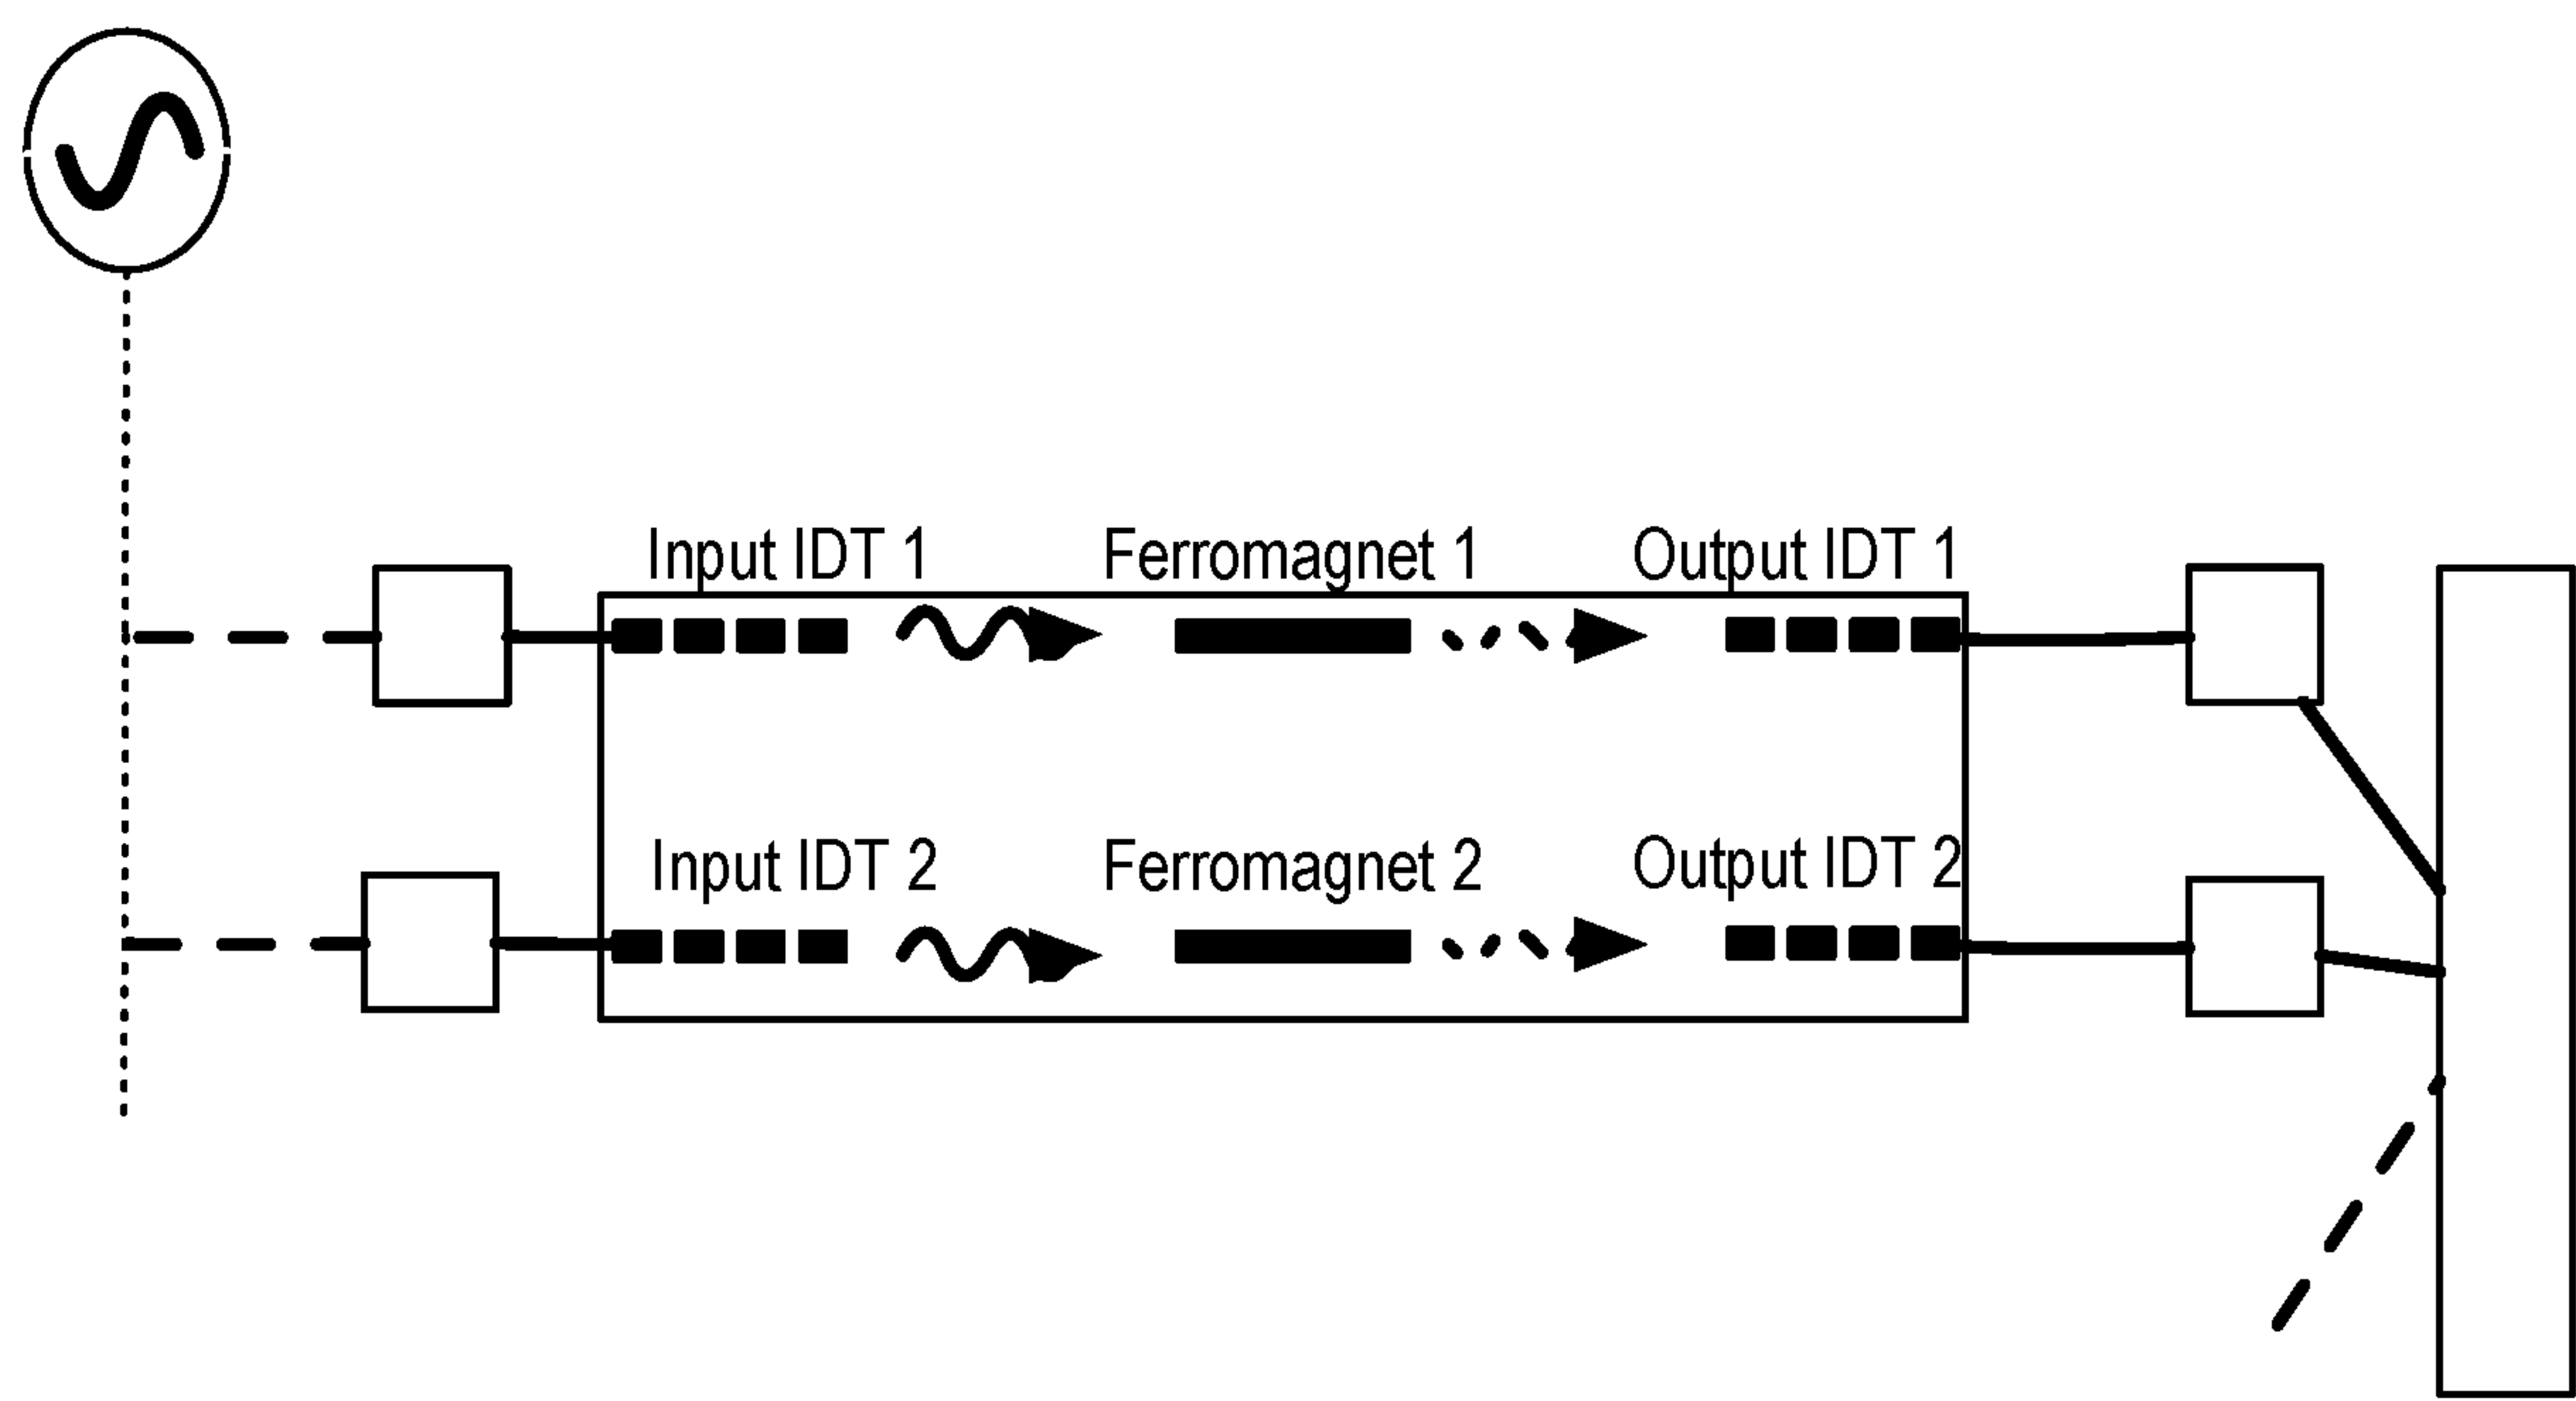 Input IDT 1
Ferromagnet 1
Output IDT 1
Input IDT 2
Ferromagnet 2
Output IDT 2